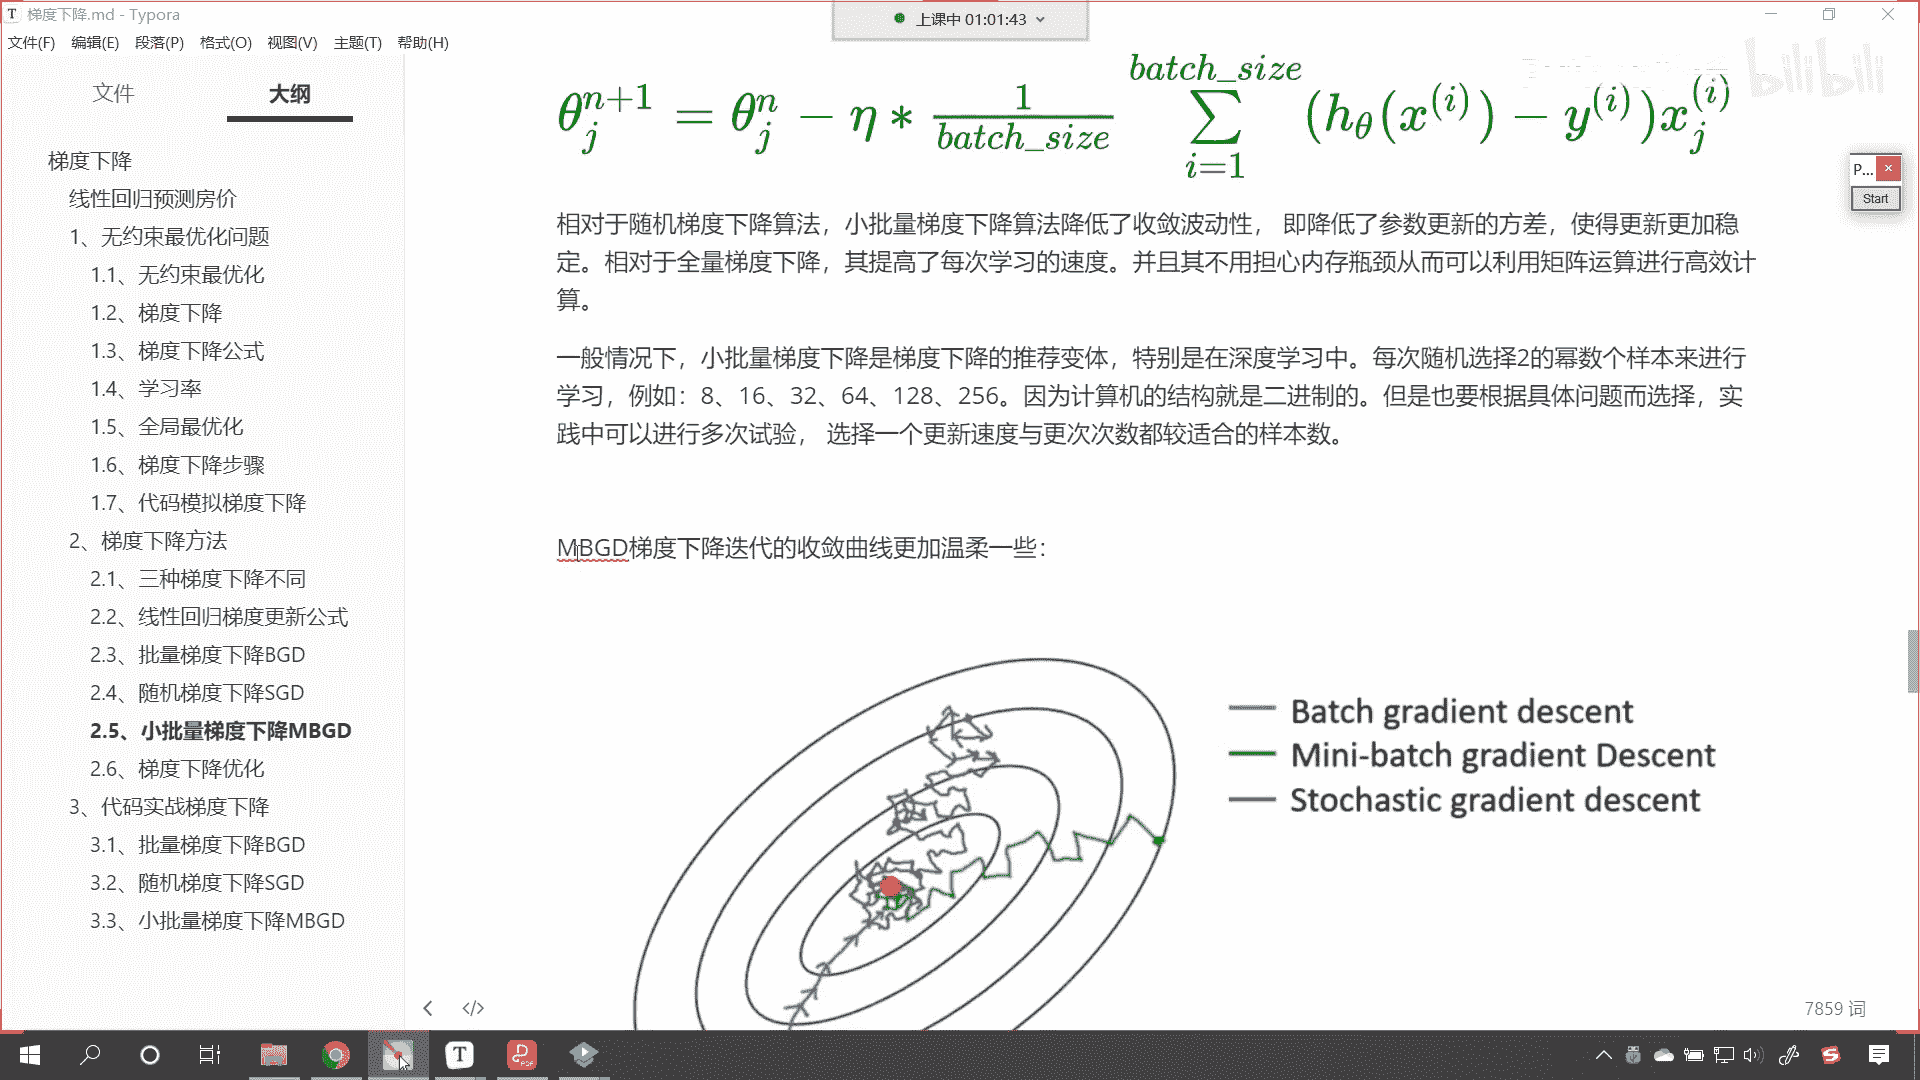 梯度下降.md - Typora
上课中 01:01:43
文件(F) 编辑(E) 段落(P) 格式(O) 视图(V) 主题(T) 帮助(H)
文件 大纲
梯度下降
线性回归预测房价
1、无约束最优化问题
1.1、无约束最优化
1.2、梯度下降
1.3、梯度下降公式
1.4、学习率
1.5、全局最优化
1.6、梯度下降步骤
1.7、代码模拟梯度下降
2、梯度下降方法
2.1、三种梯度下降不同
2.2、线性回归梯度更新公式
2.3、批量梯度下降BGD
2.4、随机梯度下降SGD
2.5、小批量梯度下降MBGD
2.6、梯度下降优化
3、代码实战梯度下降
3.1、批量梯度下降BGD
3.2、随机梯度下降SGD
3.3、小批量梯度下降MBGD
bilibili
θ_j^{n+1} = θ_j^n − η * \frac{1}{batch\_size} \sum_{i=1}^{batch\_size} (h_θ(x^{(i)}) − y^{(i)})x_j^{(i)}
相对于随机梯度下降算法，小批量梯度下降算法降低了收敛波动性， 即降低了参数更新的方差，使得更新更加稳
定。相对于全量梯度下降，其提高了每次学习的速度。并且其不用担心内存瓶颈从而可以利用矩阵运算进行高效计
算。
一般情况下，小批量梯度下降是梯度下降的推荐变体，特别是在深度学习中。每次随机选择2的幂数个样本来进行
学习，例如：8、16、32、64、128、256。因为计算机的结构就是二进制的。但是也要根据具体问题而选择，实
践中可以进行多次试验， 选择一个更新速度与更次次数都较适合的样本数。
MBGD梯度下降迭代的收敛曲线更加温柔一些：
Batch gradient descent
Mini-batch gradient Descent
Stochastic gradient descent
P...
Start
7859 词